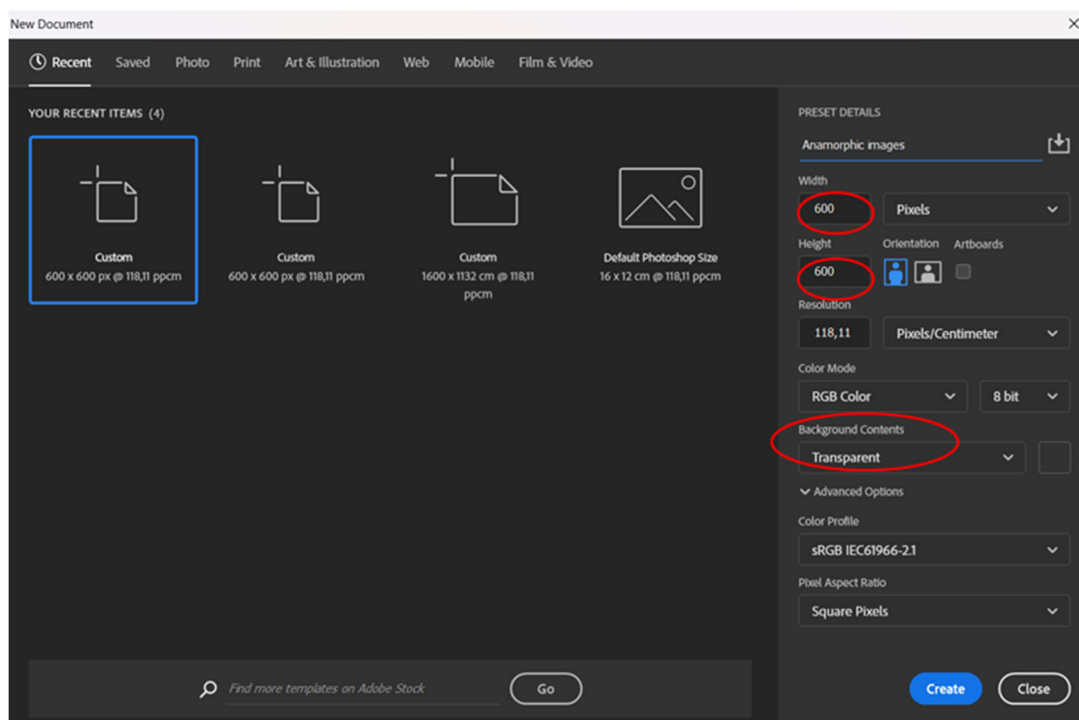 New Document
Recent Saved Photo Print Art & Illustration Web Mobile Film & Video
YOUR RECENT ITEMS (4)
Custom
600 x 600 px @ 118,11 ppcm
Custom
600 x 600 px @ 118,11 ppcm
Custom
1600 x 1132 cm @ 118,11
ppcm
Default Photoshop Size
16 x 12 cm @ 118,11 ppcm
Find more templates on Adobe Stock Go
PRESET DETAILS
Anamorphic images
Width
600 Pixels
Height Orientation Artboards
600
Resolution
118,11 Pixels/Centimeter
Color Mode
RGB Color 8 bit
Background Contents
Transparent
Advanced Options
Color Profile
sRGB IEC61966-2.1
Pixel Aspect Ratio
Square Pixels
Create Close